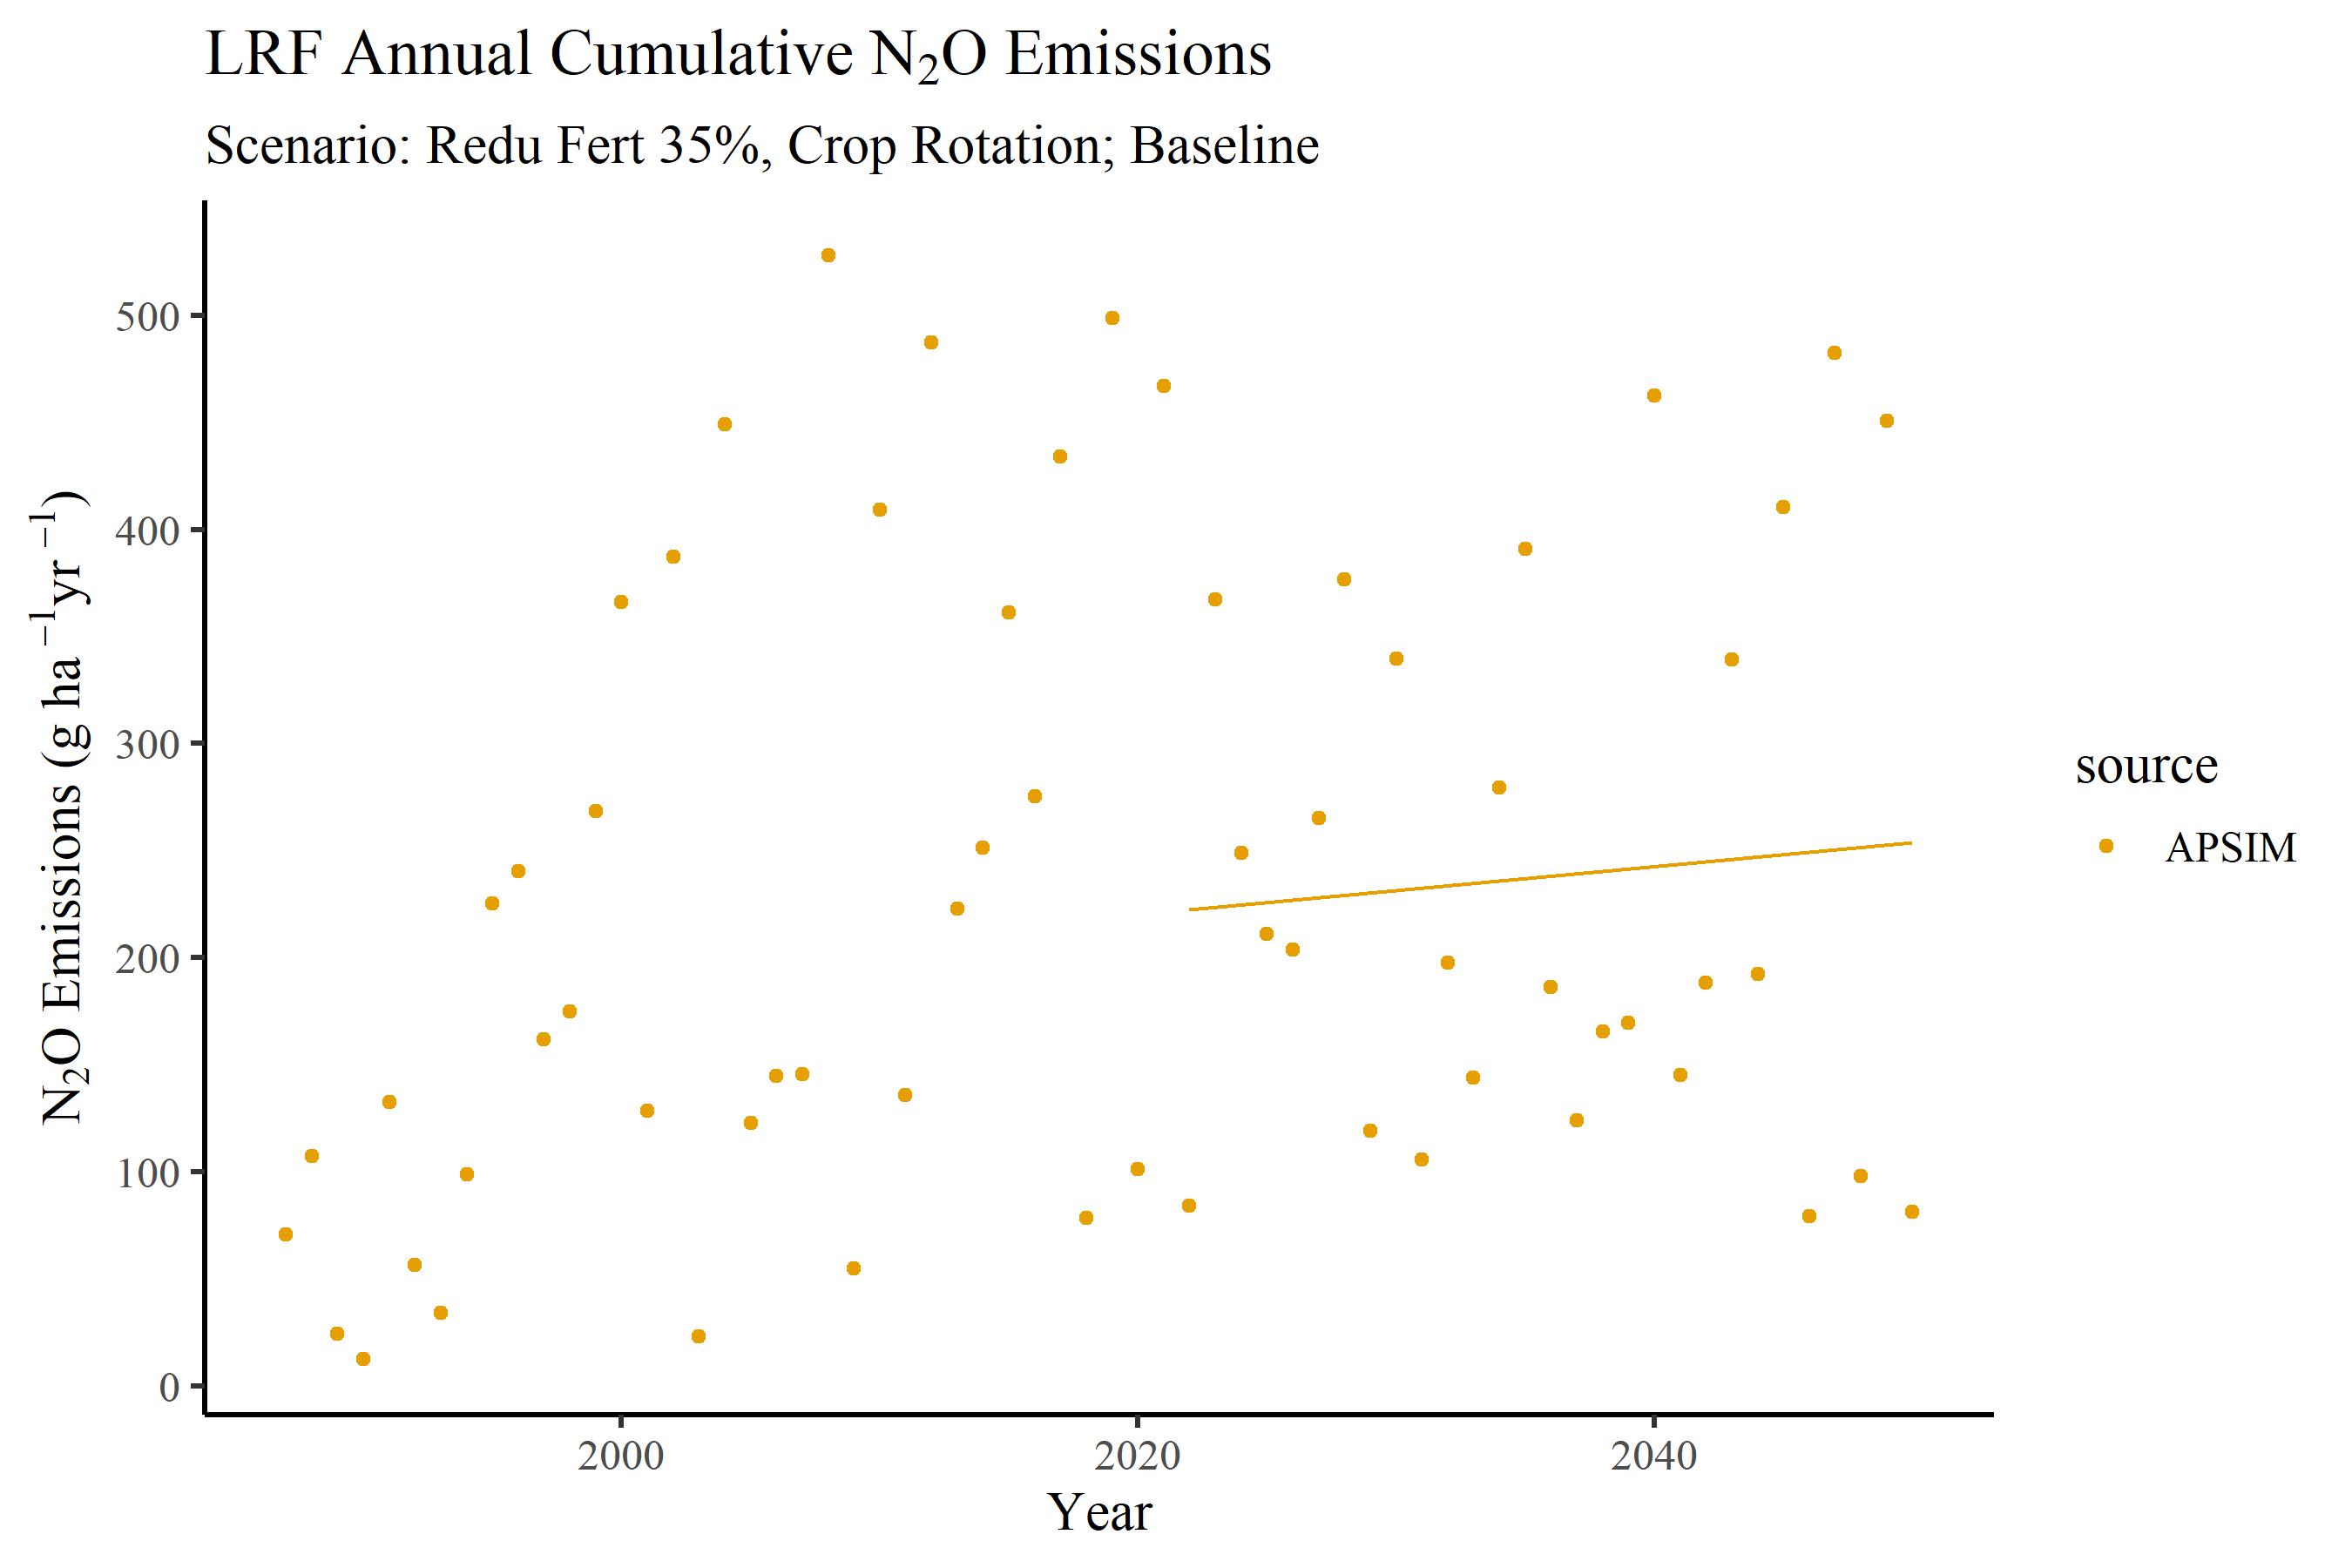 LRF Annual Cumulative N₂O Emissions
Scenario: Redu Fert 35%, Crop Rotation; Baseline
N₂O Emissions (g ha ⁻¹yr ⁻¹)
500
400
300
200
100
0
2000 2020 2040
Year
source
APSIM